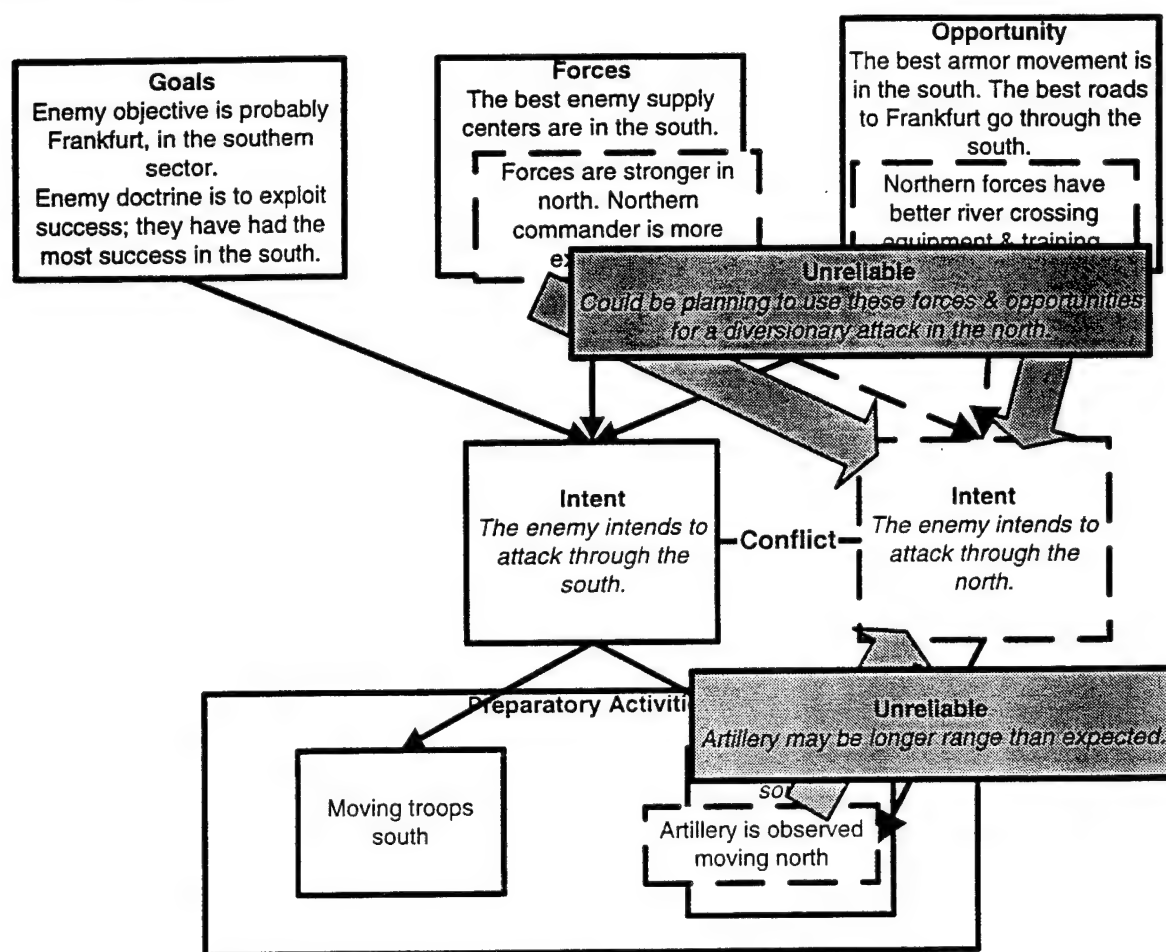 Goals
Enemy objective is probably
Frankfurt, in the southern
sector.
Enemy doctrine is to exploit
success; they have had the
most success in the south.
Forces
The best enemy supply
centers are in the south.
Forces are stronger in
north. Northern
commander is more
Opportunity
The best armor movement is
in the south. The best roads
to Frankfurt go through the
south.
Northern forces have
better river crossing
equipment & training
Unreliable
Could be planning to use these forces & opportunities
for a diversionary attack in the north.
Intent
The enemy intends to
attack through the
south.
Conflict
Intent
The enemy intends to
attack through the
north.
Preparatory
Unreliable
Artillery may be longer range than expected.
Moving troops
south
Artillery is observed
moving north